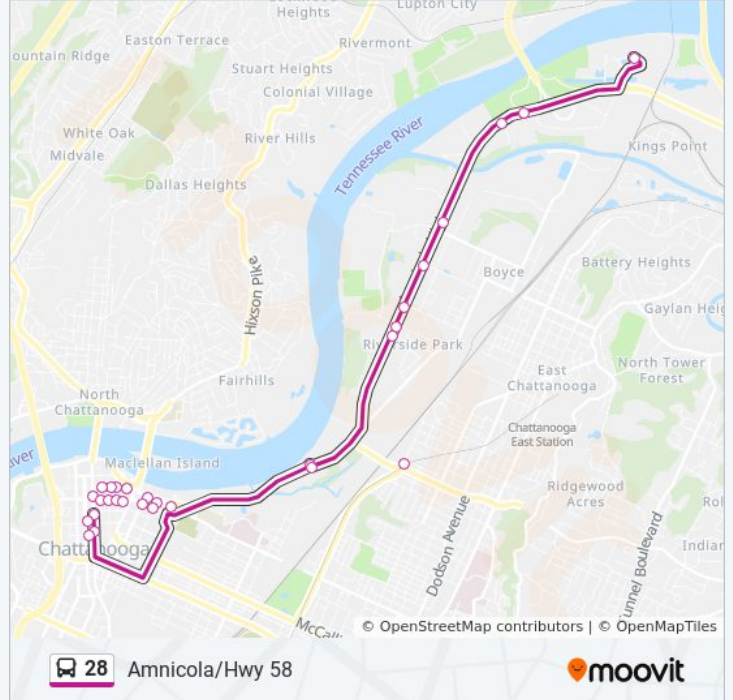 Lupton City
Heights
Easton Terrace
Rivermont
ountain Ridge
Stuart Heights
Colonial Village
White Oak
River Hills
Midvale
Tennessee River
Kings Point
Dallas Heights
Battery Heights
Boyce
Hixson Pike
Gaylan Heig
Riverside Park
North Tower
Forest
East
Chattanooga
Fairhills
North
Chattanooga
Chattanooga
East Station
Maclellan Island
iver
Ridgewood
Acres
Rol
Dodson Avenue
Chattanooga
Indian
unnel Boulevard
McCalli
© OpenStreetMap contributors | © OpenMapTiles
28 Amnicola/Hwy 58
moovit